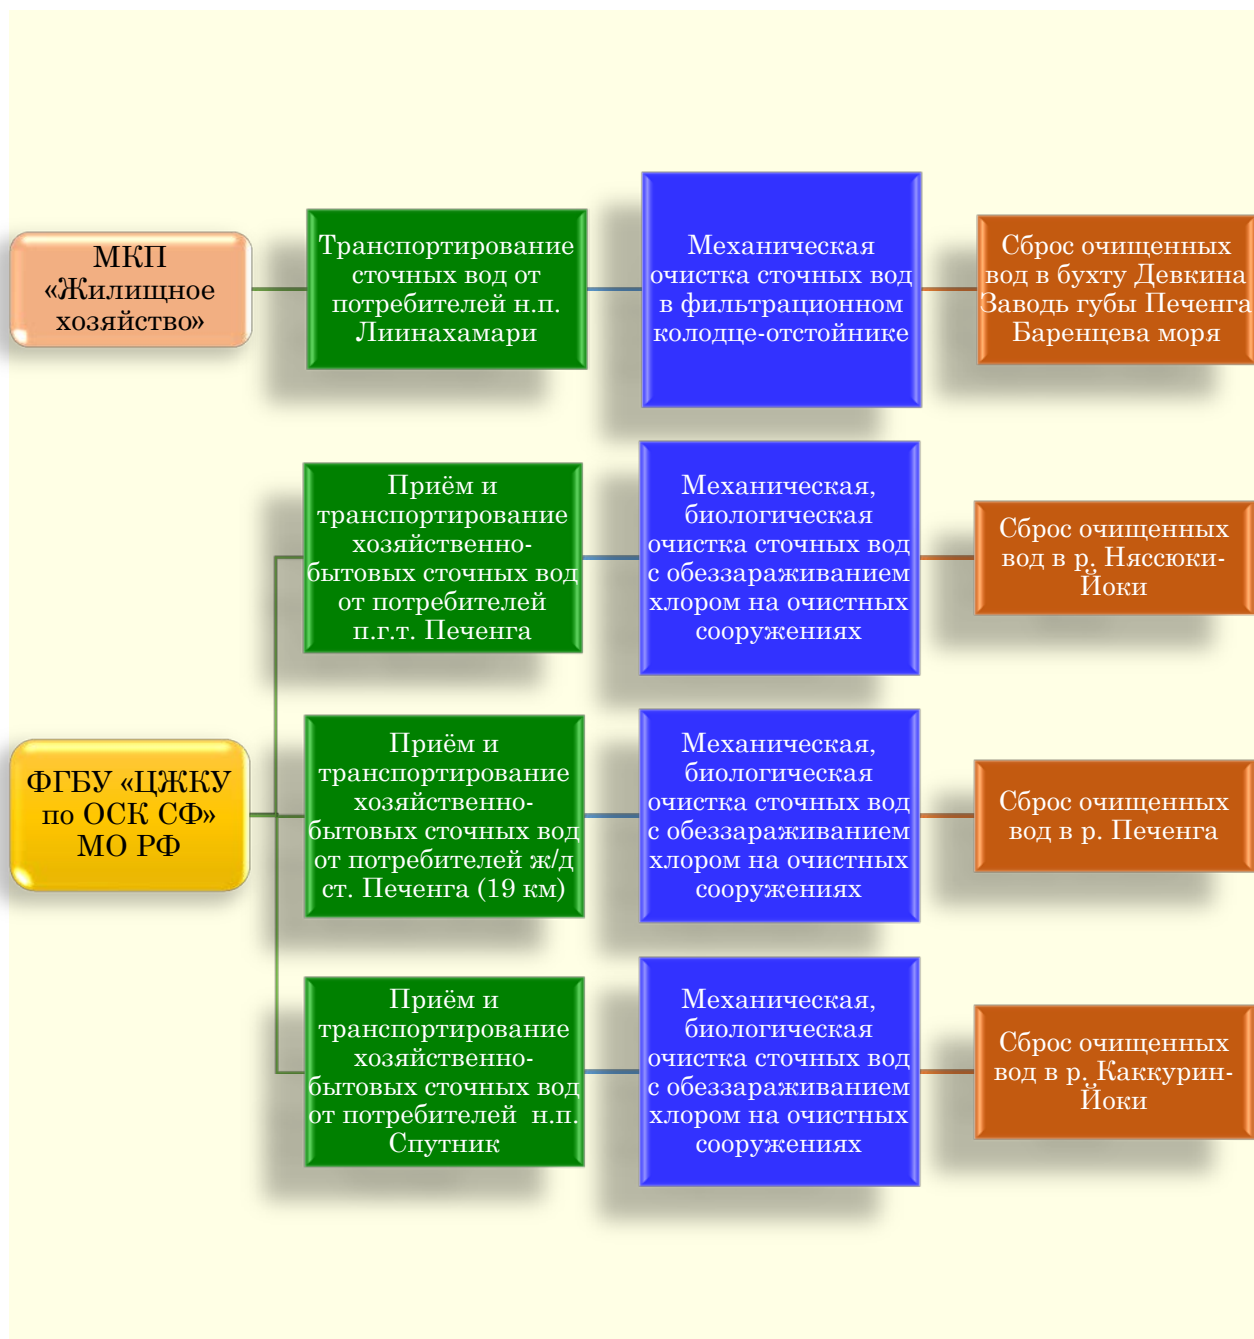 МКП
«Жилищное
хозяйство»
Транспортирование
сточных вод от
потребителей н.п.
Лиинахамари
Механическая
очистка сточных вод
в фильтрационном
колодце-отстойнике
Сброс очищенных
вод в бухту Девкина
Заводь губы Печенга
Баренцева моря
ФГБУ «ЦЖКУ
по ОСК СФ»
МО РФ
Приём и
транспортирование
хозяйственно-
бытовых сточных вод
от потребителей
п.г.т. Печенга
Механическая,
биологическая
очистка сточных вод
с обеззараживанием
хлором на очистных
сооружениях
Сброс очищенных
вод в р. Няссюки-
Йоки
Приём и
транспортирование
хозяйственно-
бытовых сточных вод
от потребителей ж/д
ст. Печенга (19 км)
Механическая,
биологическая
очистка сточных вод
с обеззараживанием
хлором на очистных
сооружениях
Сброс очищенных
вод в р. Печенга
Приём и
транспортирование
хозяйственно-
бытовых сточных вод
от потребителей  н.п.
Спутник
Механическая,
биологическая
очистка сточных вод
с обеззараживанием
хлором на очистных
сооружениях
Сброс очищенных
вод в р. Каккурин-
Йоки